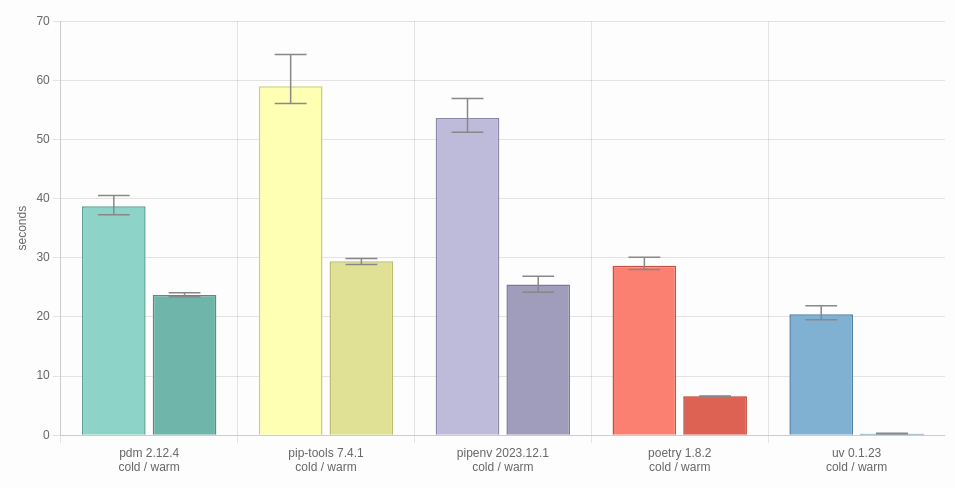 70
60
50
40
30
20
10
0
seconds
pdm 2.12.4
cold / warm
pip-tools 7.4.1
cold / warm
pipenv 2023.12.1
cold / warm
poetry 1.8.2
cold / warm
uv 0.1.23
cold / warm